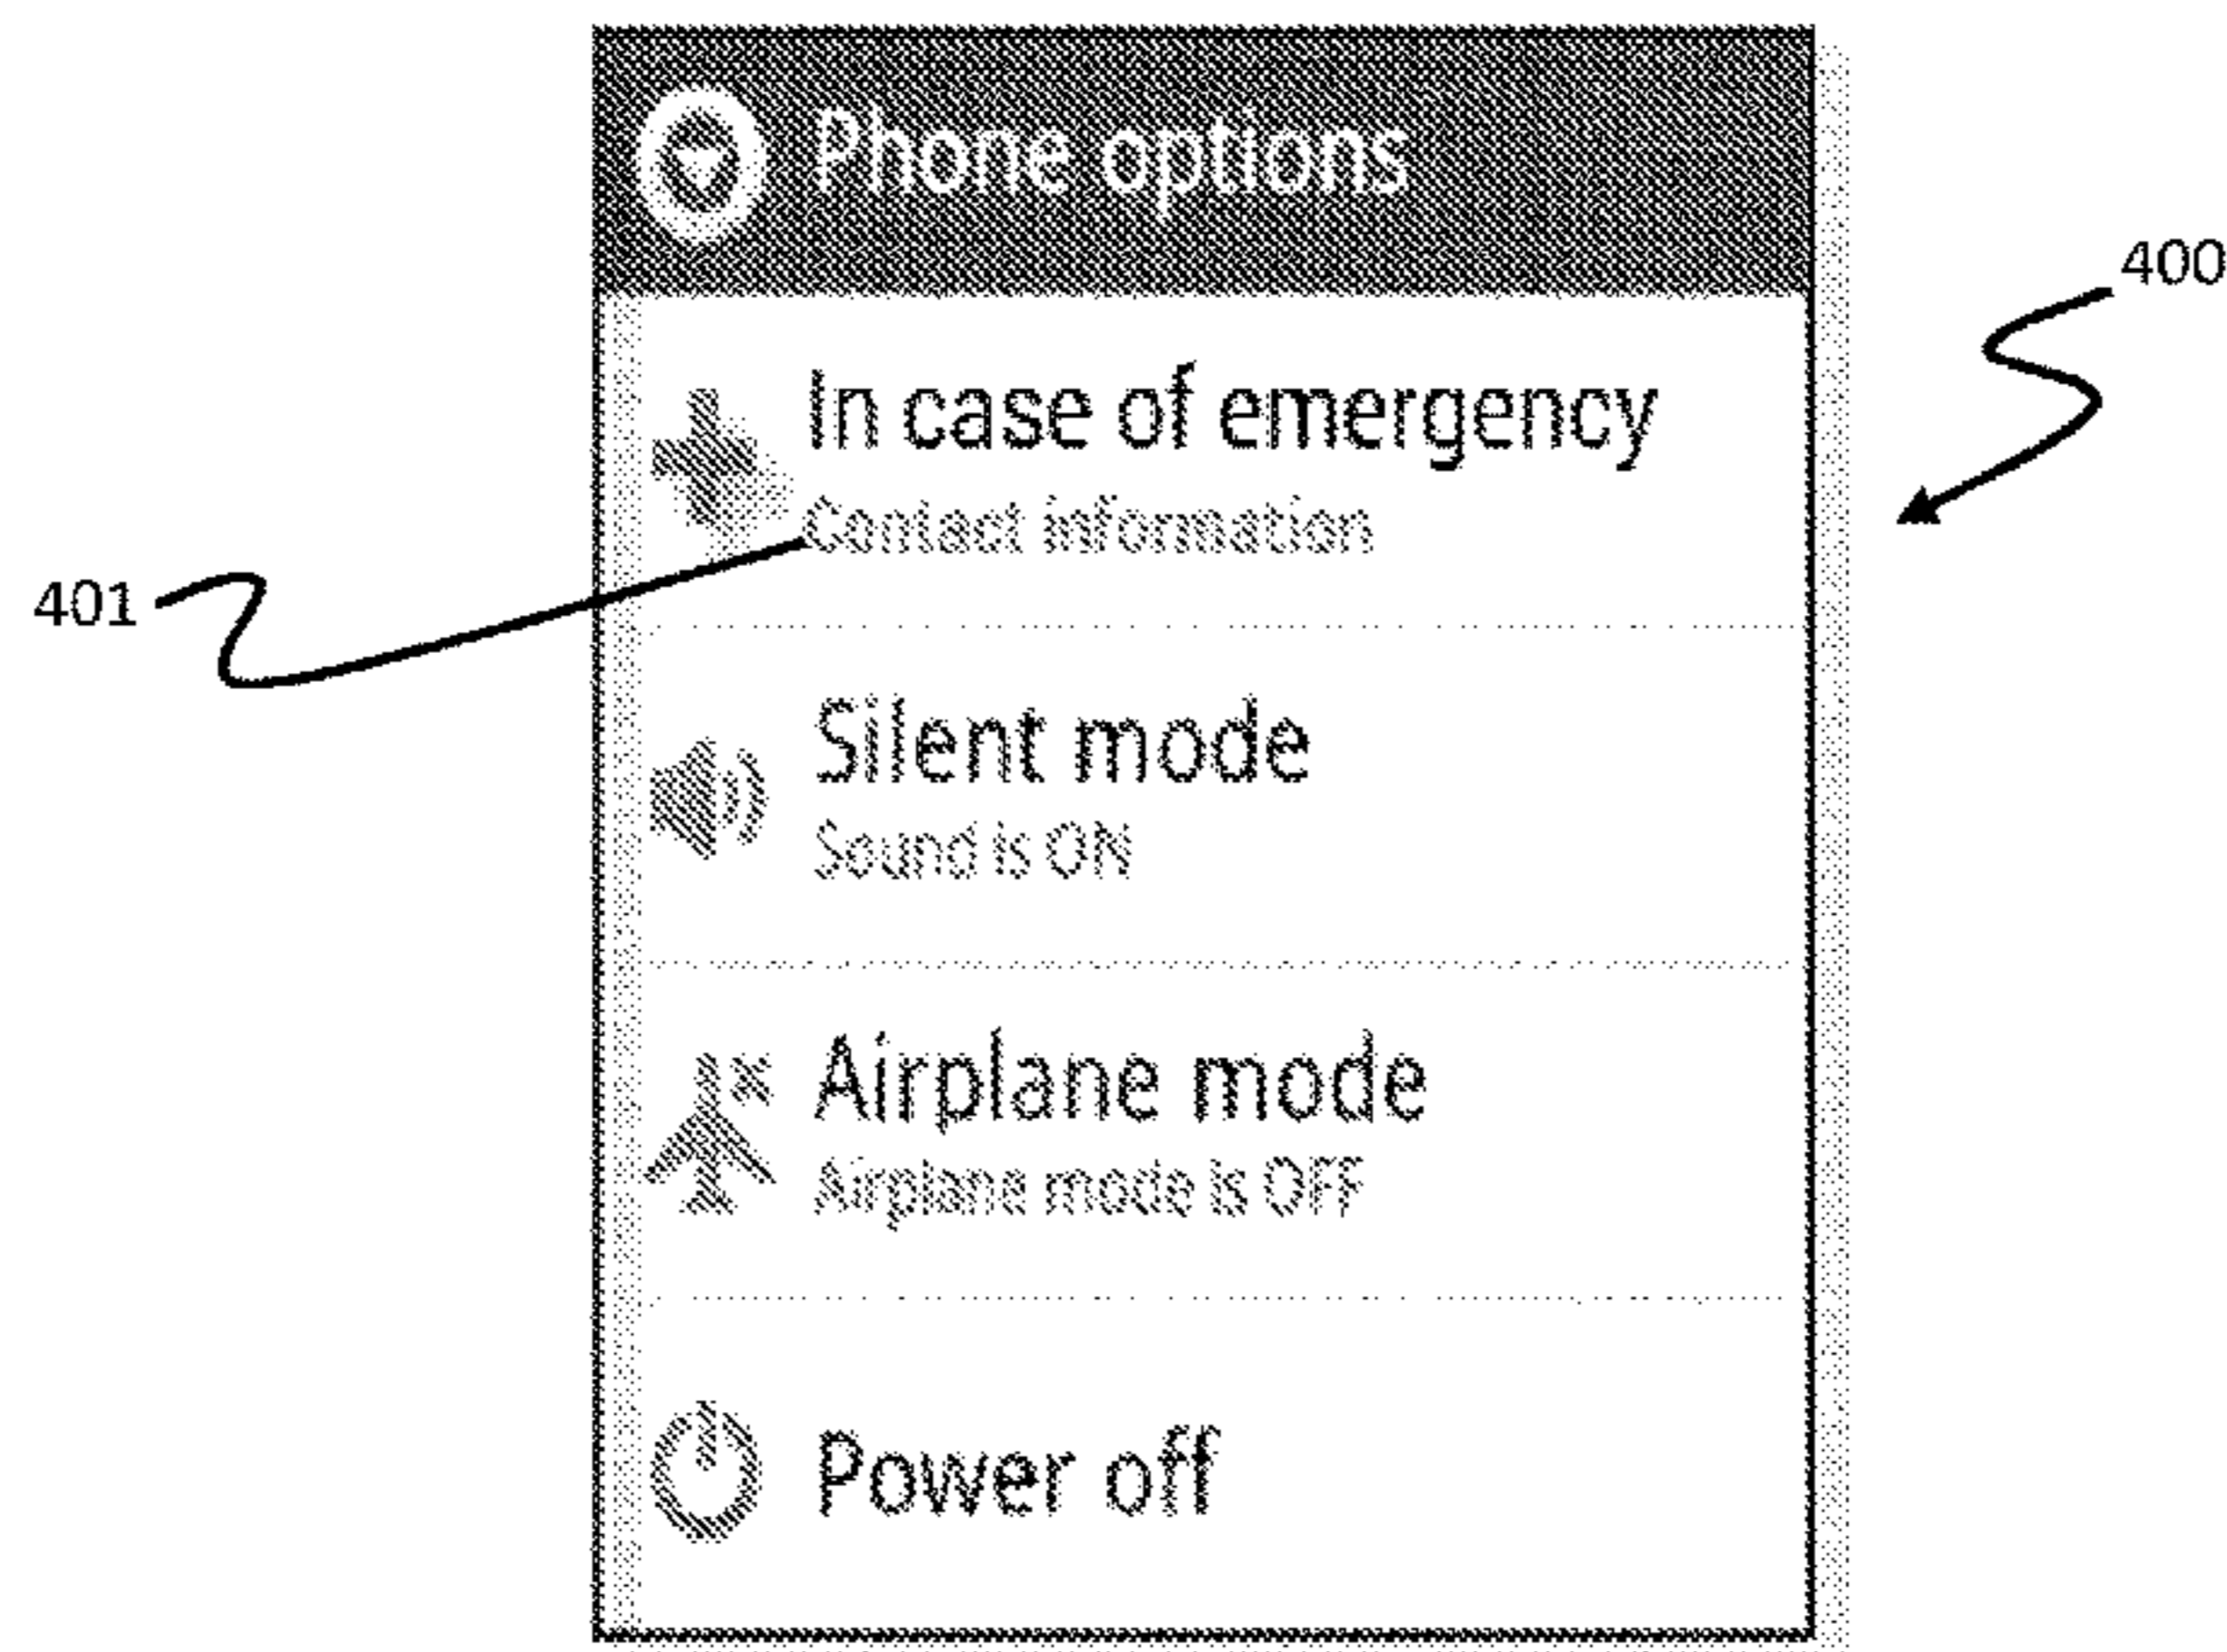 Phone options
400
In case of emergency
Contact information
401
Silent mode
Sound is ON
Airplane mode
Airplane mode is OFF
Power off